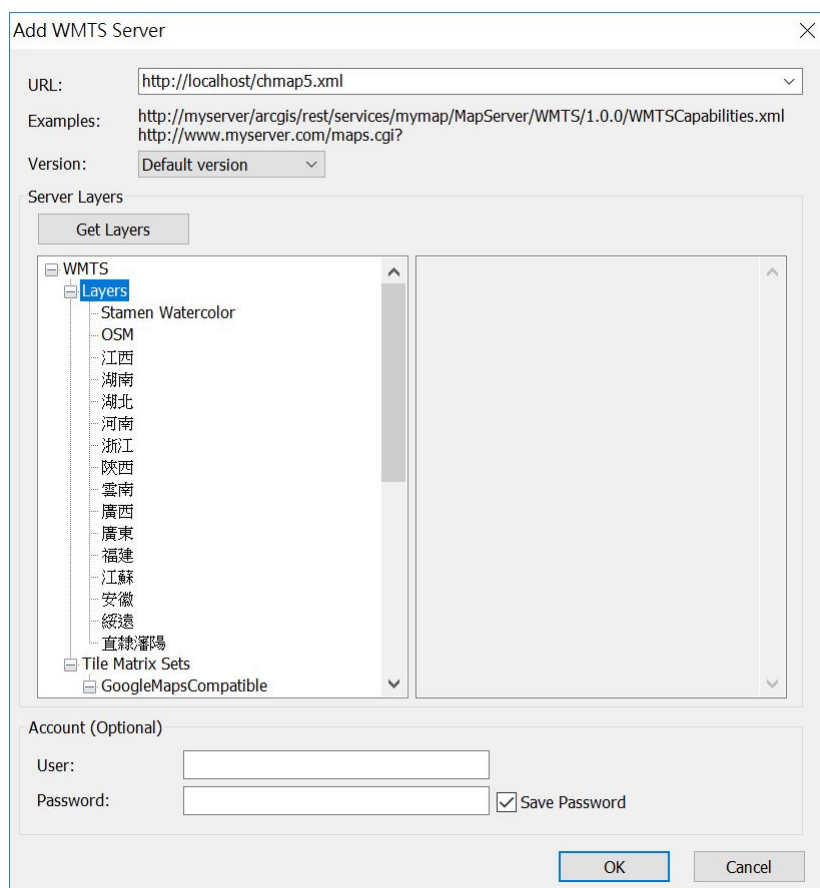 Add WMTS Server
URL: http://localhost/chmap5.xml
Examples: http://myserver/arcgis/rest/services/mymap/MapServer/WMTS/1.0.0/WMTSCapabilities.xml
http://www.myserver.com/maps.cgi?
Version: Default version
Server Layers
Get Layers
WMTS
Layers
Stamen Watercolor
OSM
江西
湖南
湖北
河南
浙江
陝西
雲南
廣西
廣東
福建
江蘇
安徽
綏遠
直隸瀋陽
Tile Matrix Sets
GoogleMapsCompatible
Account (Optional)
User:
Password: Save Password
OK Cancel